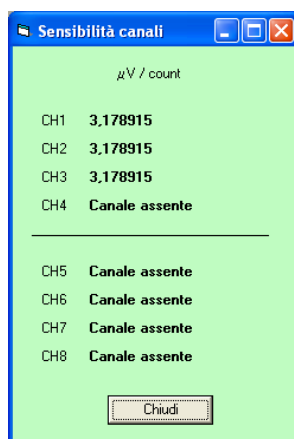 Sensibilità canali
µV / count
CH1 3,178915
CH2 3,178915
CH3 3,178915
CH4 Canale assente
CH5 Canale assente
CH6 Canale assente
CH7 Canale assente
CH8 Canale assente
Chiudi